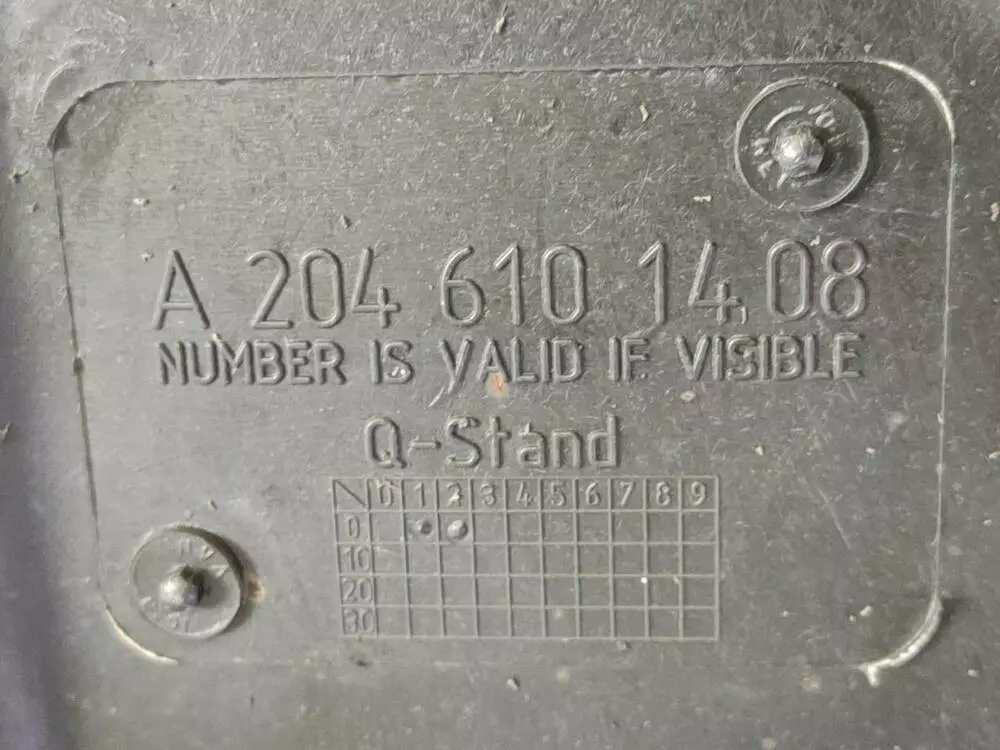 A 204 610 14 08
NUMBER IS VALID IF VISIBLE
Q-Stand
0 1 2 3 4 5 6 7 8 9
0
10
20
30